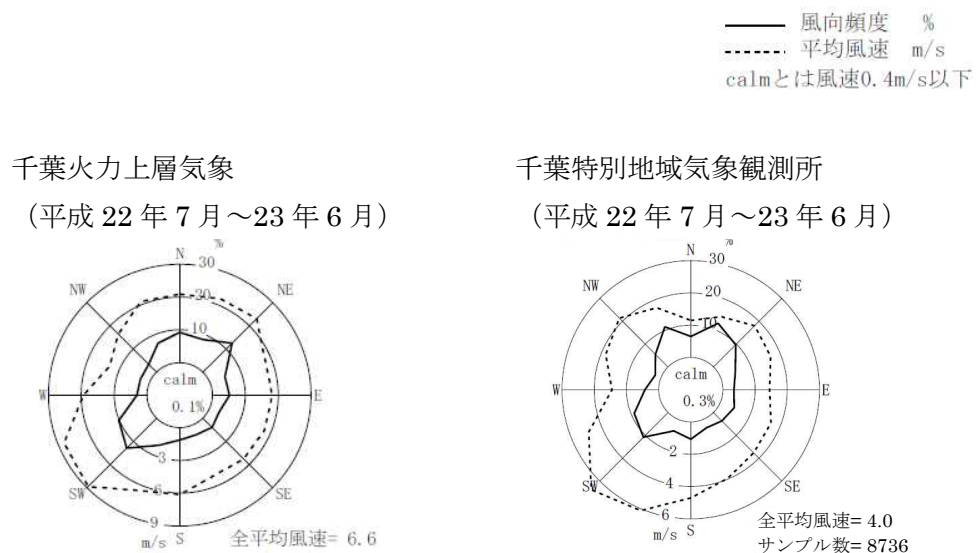 風向頻度 %
平均風速 m/s
calmとは風速0.4m/s以下
千葉火力上層気象
(平成 22 年 7 月~23 年 6 月)
%
N
30
NW
NE
20
10
calm
W
E
0.1%
3
6
SW
SE
9
m/s
S
全平均風速= 6.6
千葉特別地域気象観測所
(平成 22 年 7 月~23 年 6 月)
%
N
30
NW
NE
20
10
calm
W
E
0.3%
2
4
SW
SE
6
m/s
S
全平均風速= 4.0
サンプル数= 8736